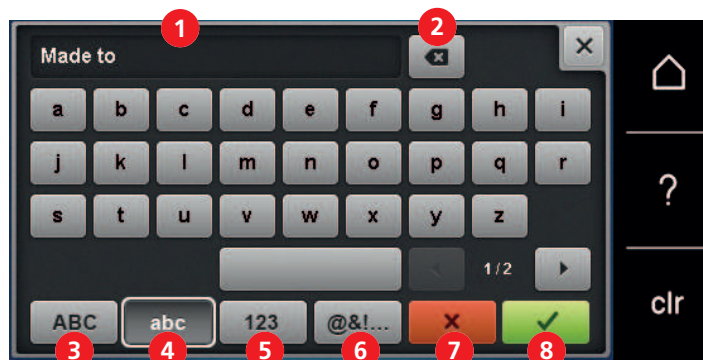 1 2
Made to
a b c d e f g h i
j k l m n o p q r
s t u v w x y z
1/2
ABC abc 123 @&!...
3 4 5 6 7 8
?
clr